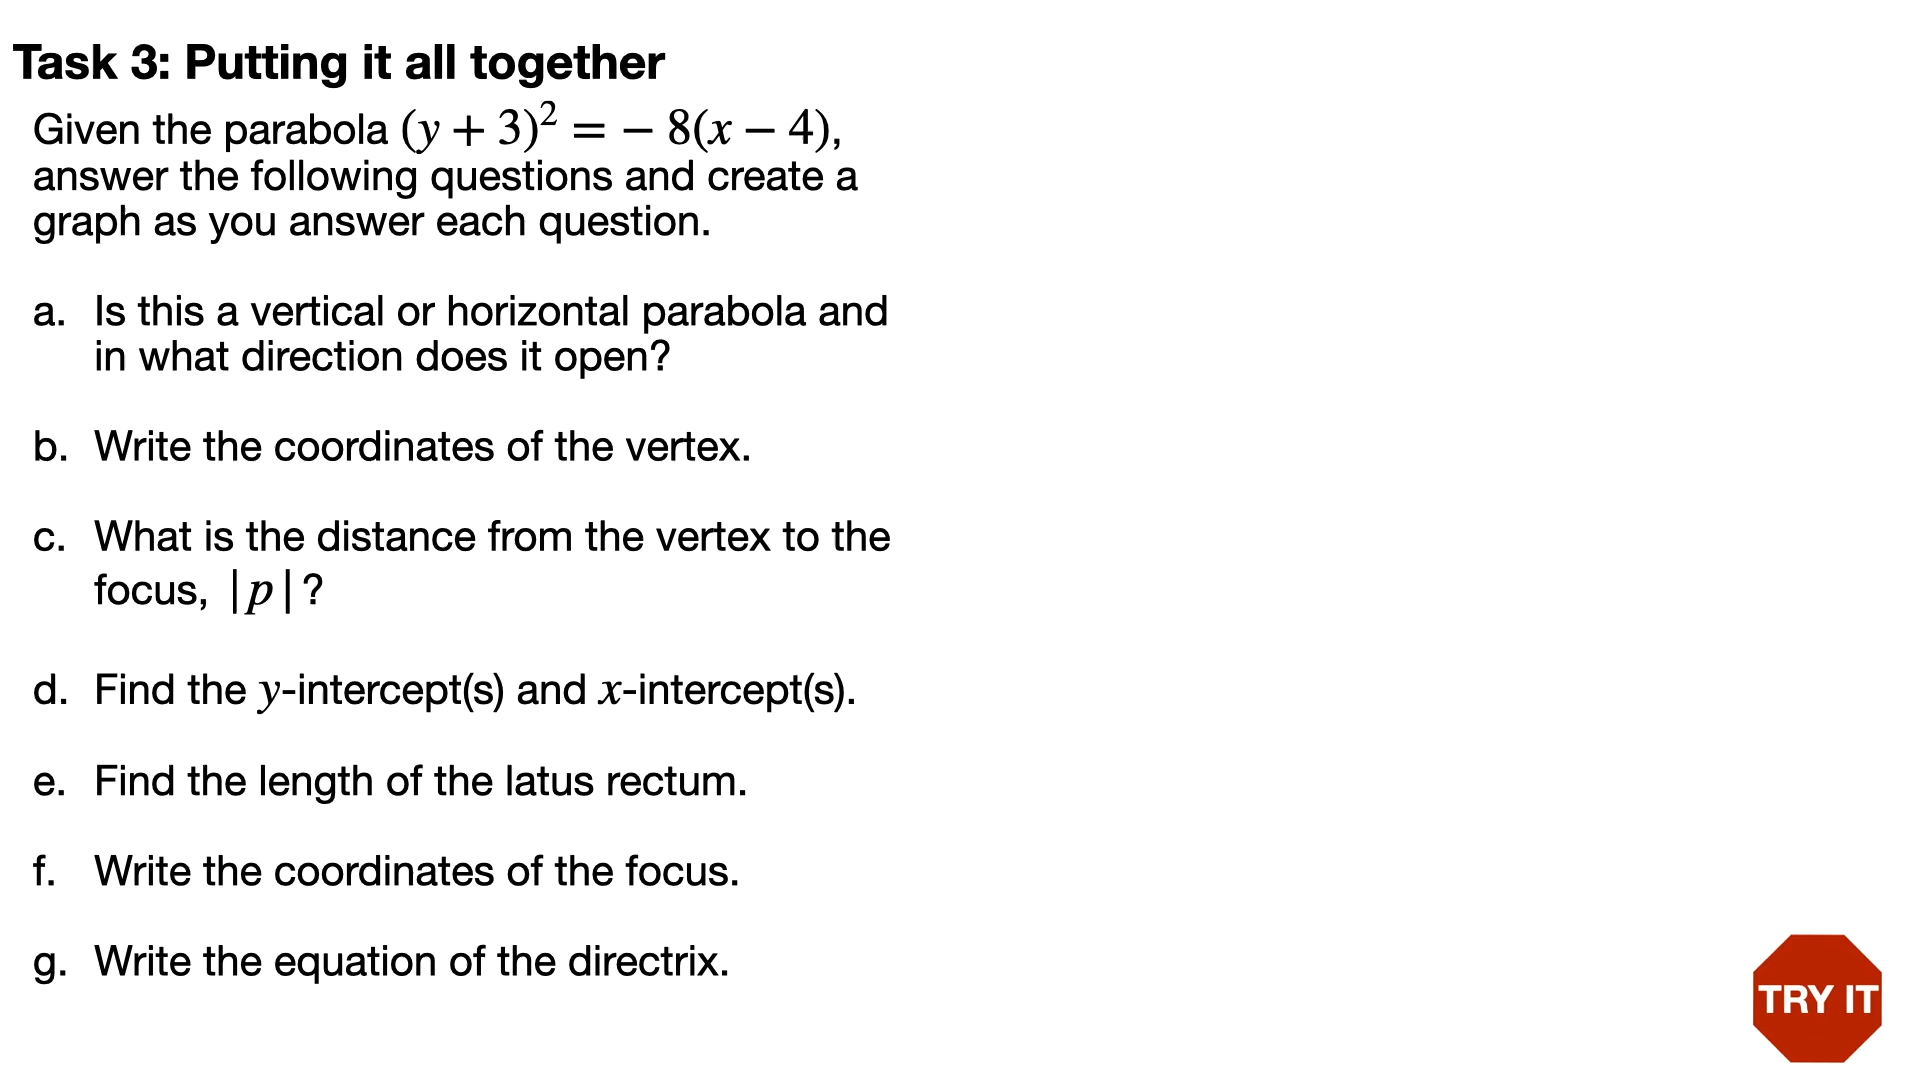 Task 3: Putting it all together
Given the parabola (y + 3)² = − 8(x − 4),
answer the following questions and create a
graph as you answer each question.
a. Is this a vertical or horizontal parabola and
in what direction does it open?
b. Write the coordinates of the vertex.
c. What is the distance from the vertex to the
focus, |p|?
d. Find the y-intercept(s) and x-intercept(s).
e. Find the length of the latus rectum.
f. Write the coordinates of the focus.
g. Write the equation of the directrix.
TRY IT